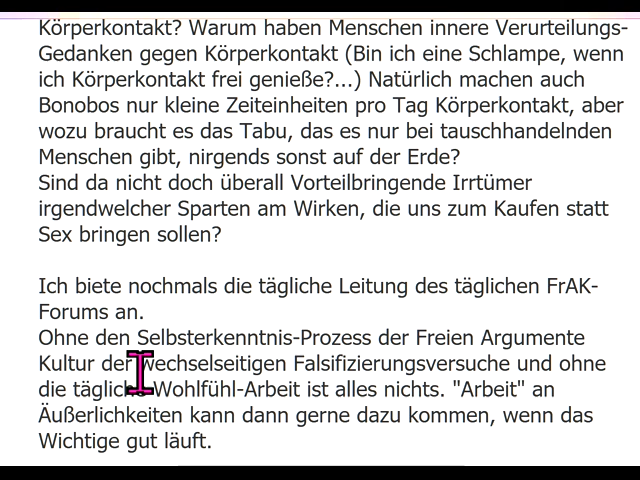 Körperkontakt? Warum haben Menschen innere Verurteilungs-
Gedanken gegen Körperkontakt (Bin ich eine Schlampe, wenn
ich Körperkontakt frei genieße?...) Natürlich machen auch
Bonobos nur kleine Zeiteinheiten pro Tag Körperkontakt, aber
wozu braucht es das Tabu, das es nur bei tauschhandelnden
Menschen gibt, nirgends sonst auf der Erde?
Sind da nicht doch überall Vorteilbringende Irrtümer
irgendwelcher Sparten am Wirken, die uns zum Kaufen statt
Sex bringen sollen?
Ich biete nochmals die tägliche Leitung des täglichen FrAK-
Forums an.
Ohne den Selbsterkenntnis-Prozess der Freien Argumente
Kultur der wechselseitigen Falsifizierungsversuche und ohne
die tägliche Wohlfühl-Arbeit ist alles nichts. "Arbeit" an
Äußerlichkeiten kann dann gerne dazu kommen, wenn das
Wichtige gut läuft.